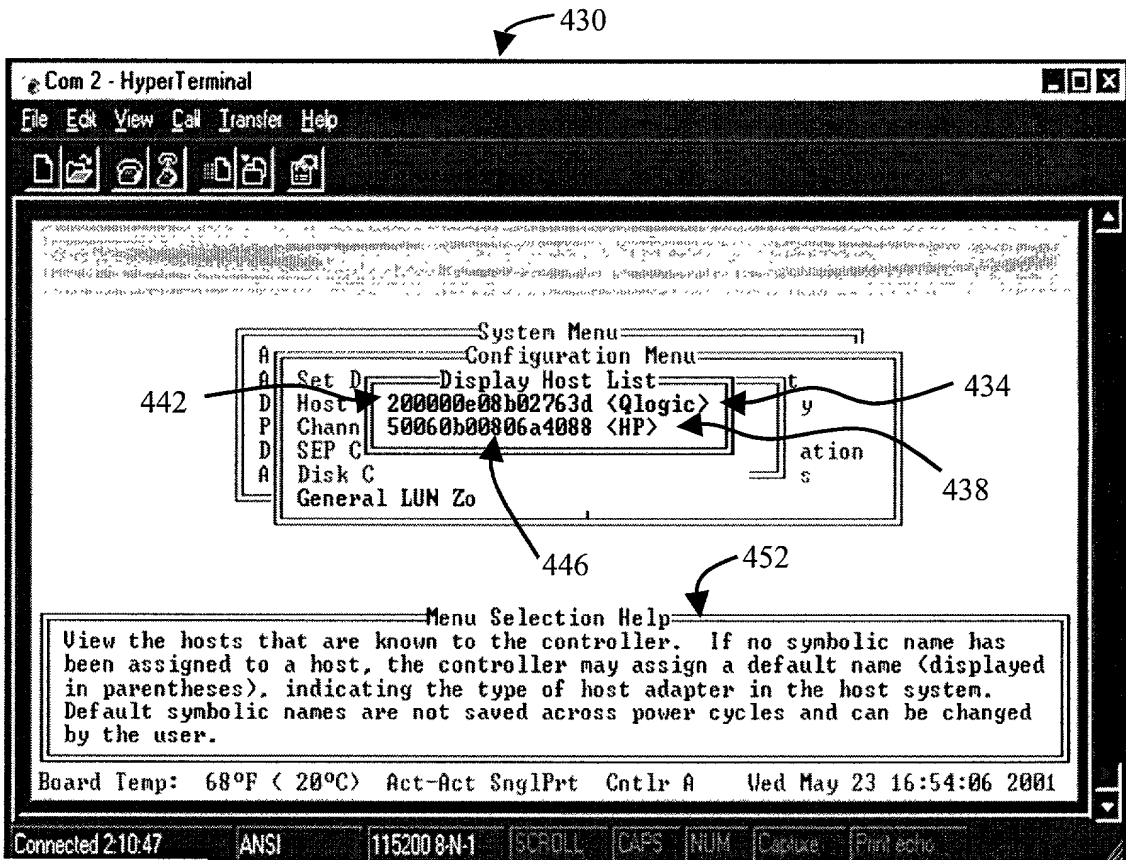 430
Com 2 - HyperTerminal
File Edit View Call Transfer Help
System Menu
A Configuration Menu
A Set D Display Host List t
442 D Host 200000e08b02763d <Qlogic> y 434
P Chann 50060b00806a4088 <HP>
D SEP C ation
A Disk C s 438
General LUN Zo
446 452
Menu Selection Help
View the hosts that are known to the controller. If no symbolic name has
been assigned to a host, the controller may assign a default name (displayed
in parentheses), indicating the type of host adapter in the host system.
Default symbolic names are not saved across power cycles and can be changed
by the user.
Board Temp: 68°F ( 20°C) Act-Act SnglPrt Cntlr A Wed May 23 16:54:06 2001
Connected 2:10:47 ANSI 115200 8-N-1 SCROLL CAPS NUM Capture Print echo